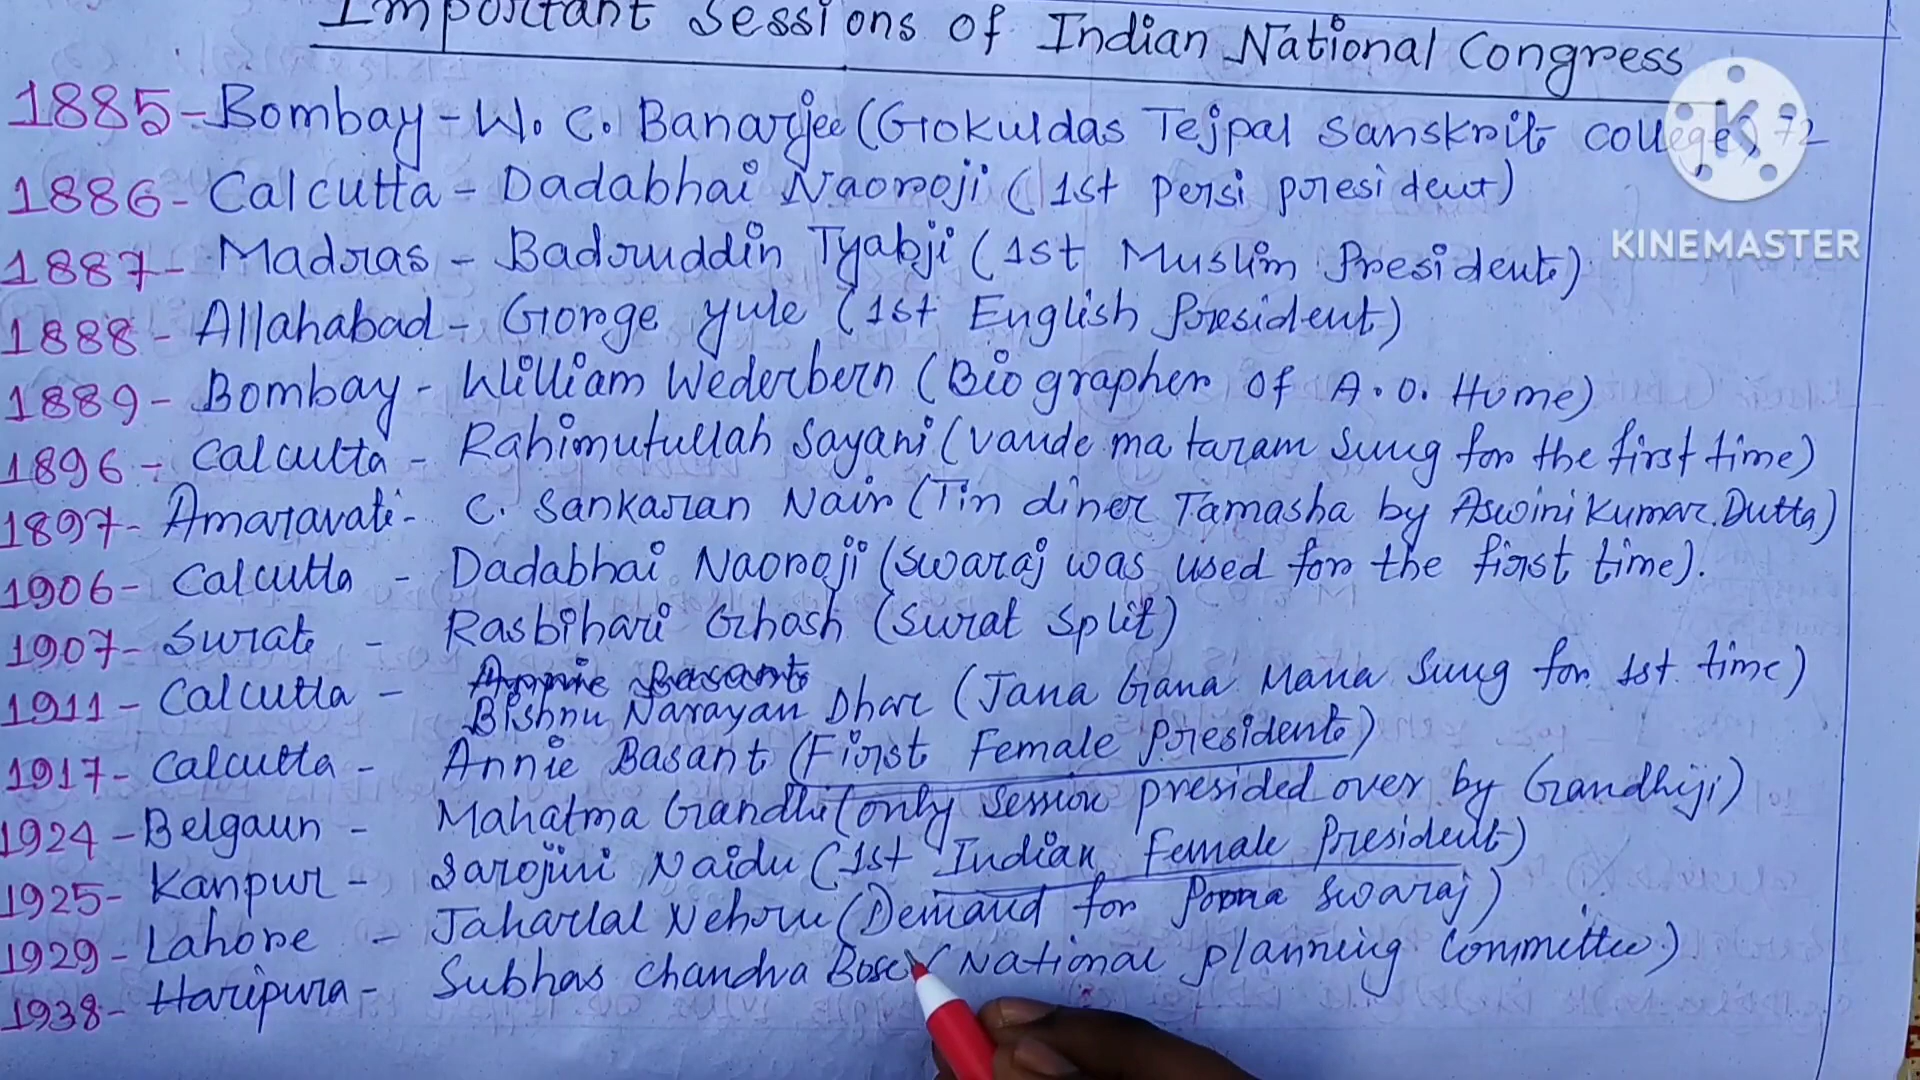 Important Sessions of Indian National Congress
1885 - Bombay - W. C. Banarjee (Gokuldas Tejpal Sanskrit College) 72
1886 - Calcutta - Dadabhai Naoroji (1st Persi president)
1887 - Madras - Badruddin Tyabji (1st Muslim President)
1888 - Allahabad - Gorge Yule (1st English President)
1889 - Bombay - William Wederbern (Biographer of A.O. Hume)
1896 - Calcutta - Rahimutullah Sayani (Vande mataram Sung for the first time)
1897 - Amaravati - C. Sankaran Nair (Tin diner Tamasha by Aswini Kumar Dutta)
1906 - Calcutta - Dadabhai Naoroji (Swaraj was used for the first time).
1907 - Surat - Rasbihari Ghosh (Surat Split)
Annie Basant
1911 - Calcutta - Bishnu Narayan Dhar (Jana Gana Mana Sung for 1st time)
1917 - Calcutta - Annie Basant (First Female President)
1924 - Belgaun - Mahatma Gandhi (only session presided over by Gandhiji)
1925 - Kanpur - Sarojini Naidu (1st Indian Female President)
1929 - Lahore - Jaharlal Nehru (Demand for Porna Swaraj)
1938 - Haripura - Subhas Chandra Bose (National planning Committee)
K
KINEMASTER